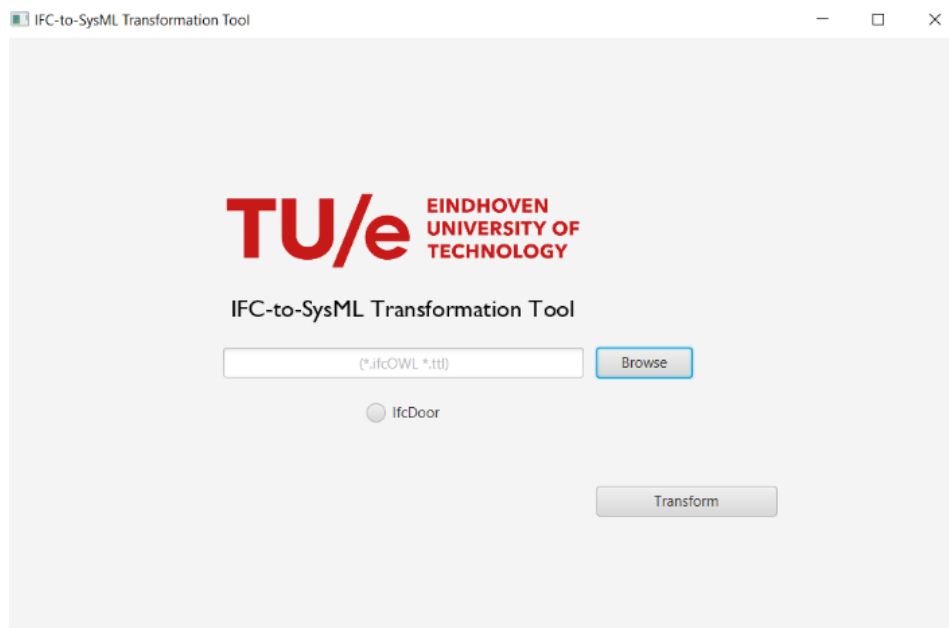 IFC-to-SysML Transformation Tool
TU/e
EINDHOVEN
UNIVERSITY OF
TECHNOLOGY
IFC-to-SysML Transformation Tool
(*.ifcOWL *.ttl)
Browse
IfcDoor
Transform